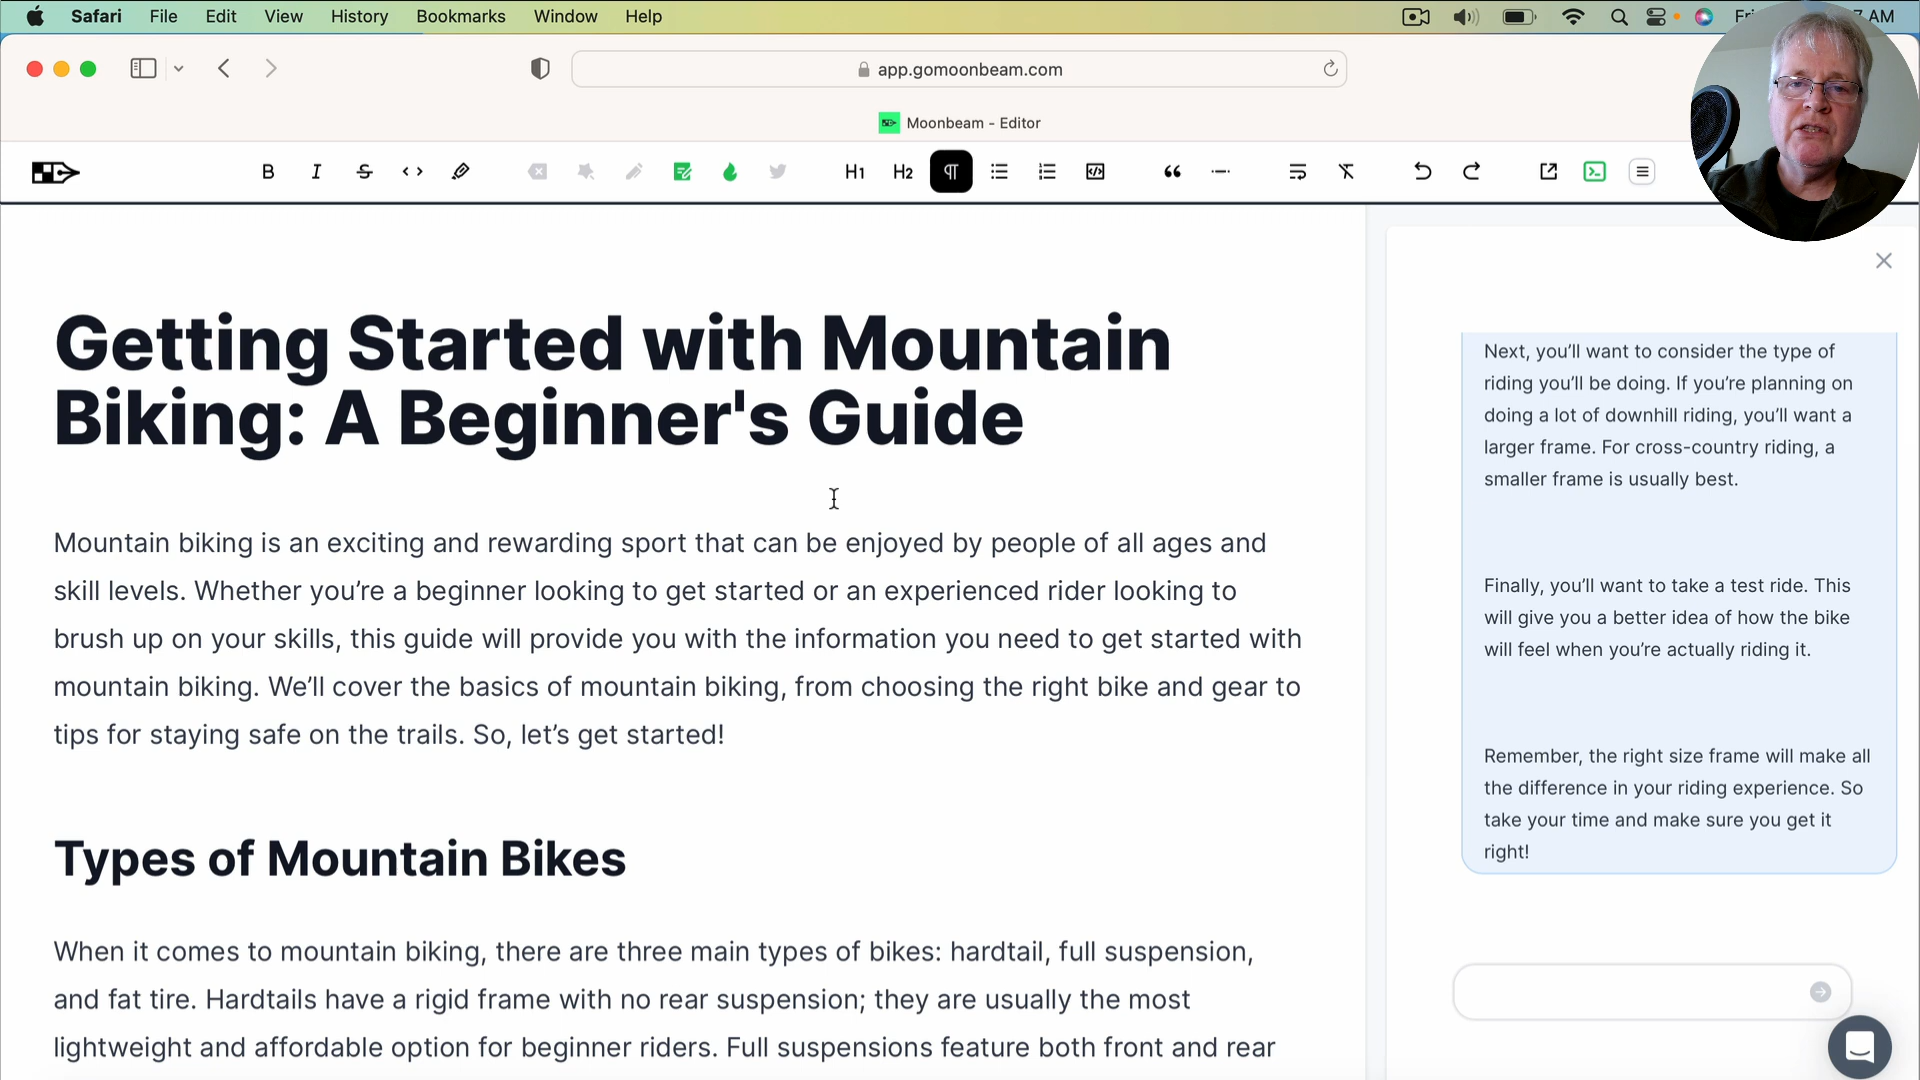 Safari File Edit View History Bookmarks Window Help
AM
app.gomoonbeam.com
Moonbeam - Editor
B I S H1 H2
Getting Started with Mountain
Biking: A Beginner's Guide
Mountain biking is an exciting and rewarding sport that can be enjoyed by people of all ages and
skill levels. Whether you’re a beginner looking to get started or an experienced rider looking to
brush up on your skills, this guide will provide you with the information you need to get started with
mountain biking. We’ll cover the basics of mountain biking, from choosing the right bike and gear to
tips for staying safe on the trails. So, let’s get started!
Types of Mountain Bikes
When it comes to mountain biking, there are three main types of bikes: hardtail, full suspension,
and fat tire. Hardtails have a rigid frame with no rear suspension; they are usually the most
lightweight and affordable option for beginner riders. Full suspensions feature both front and rear
Next, you’ll want to consider the type of
riding you’ll be doing. If you’re planning on
doing a lot of downhill riding, you’ll want a
larger frame. For cross-country riding, a
smaller frame is usually best.
Finally, you’ll want to take a test ride. This
will give you a better idea of how the bike
will feel when you’re actually riding it.
Remember, the right size frame will make all
the difference in your riding experience. So
take your time and make sure you get it
right!